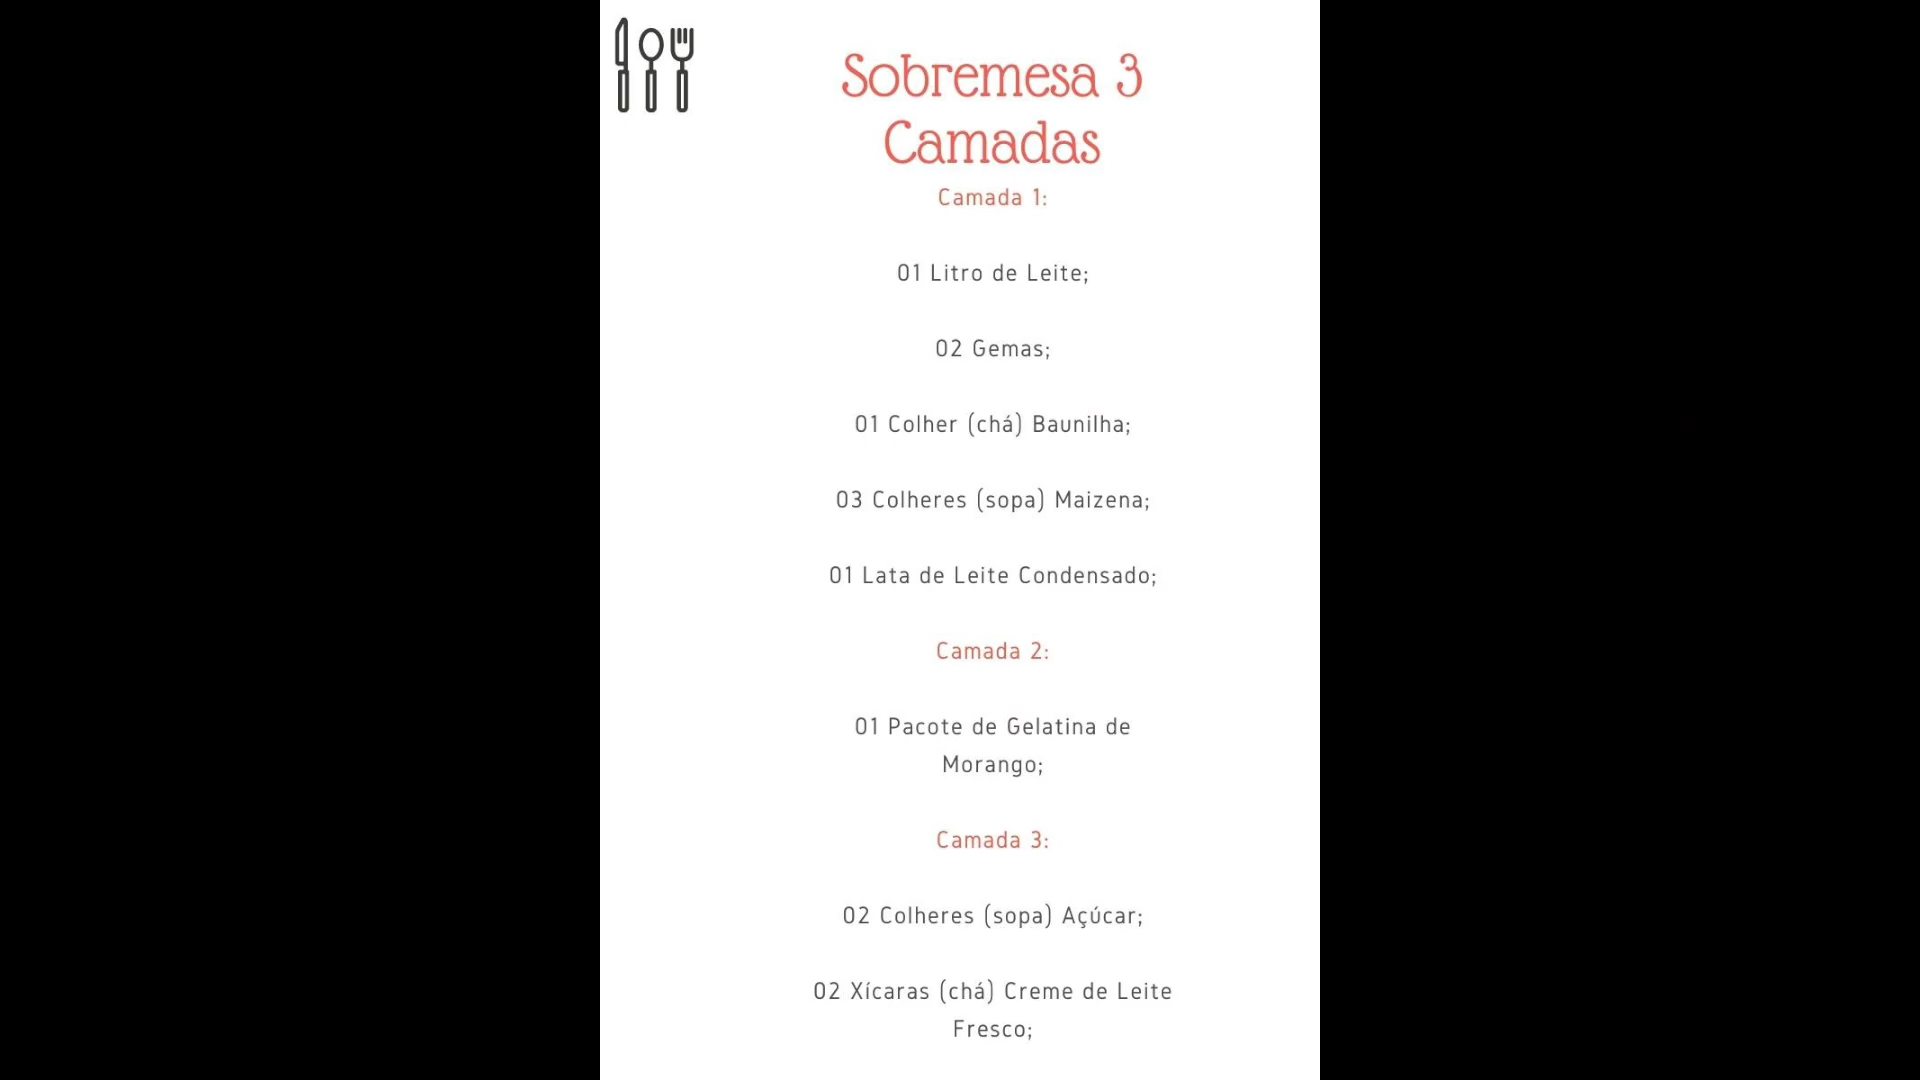 Sobremesa 3
Camadas
Camada 1:
01 Litro de Leite;
02 Gemas;
01 Colher (chá) Baunilha;
03 Colheres (sopa) Maizena;
01 Lata de Leite Condensado;
Camada 2:
01 Pacote de Gelatina de
Morango;
Camada 3:
02 Colheres (sopa) Açúcar;
02 Xícaras (chá) Creme de Leite
Fresco;